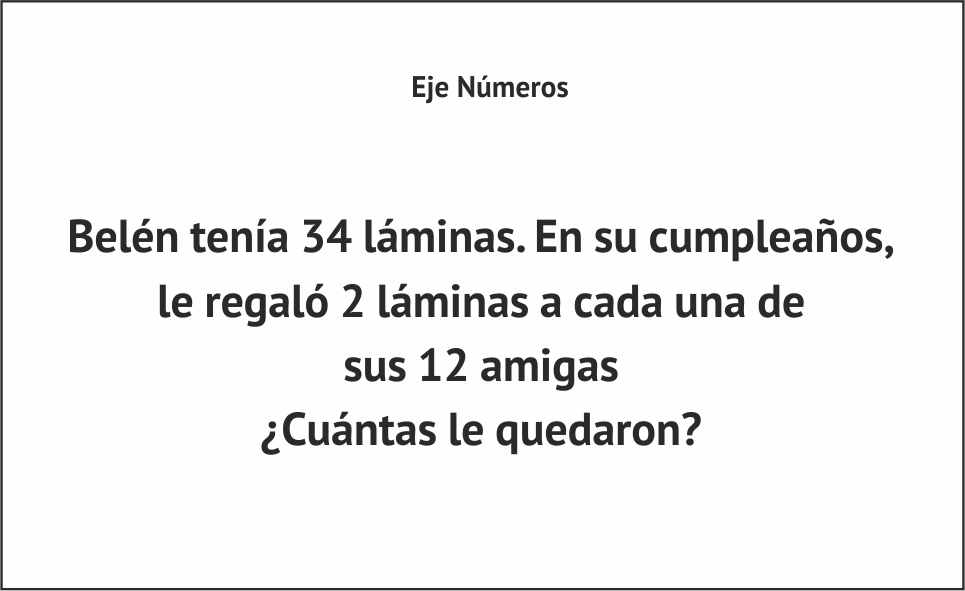 Eje Números
Belén tenía 34 láminas. En su cumpleaños,
le regaló 2 láminas a cada una de
sus 12 amigas
¿Cuántas le quedaron?